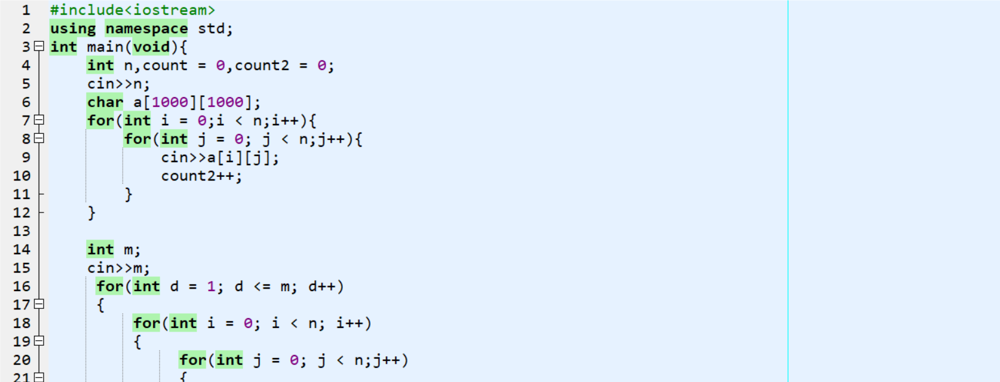 1 #include<iostream>
2 using namespace std;
3 int main(void){
4 int n,count = 0,count2 = 0;
5 cin>>n;
6 char a[1000][1000];
7 for(int i = 0;i < n;i++){
8 for(int j = 0; j < n;j++){
9 cin>>a[i][j];
10 count2++;
11 }
12 }
13
14 int m;
15 cin>>m;
16 for(int d = 1; d <= m; d++)
17 {
18 for(int i = 0; i < n; i++)
19 {
20 for(int j = 0; j < n;j++)
21 {